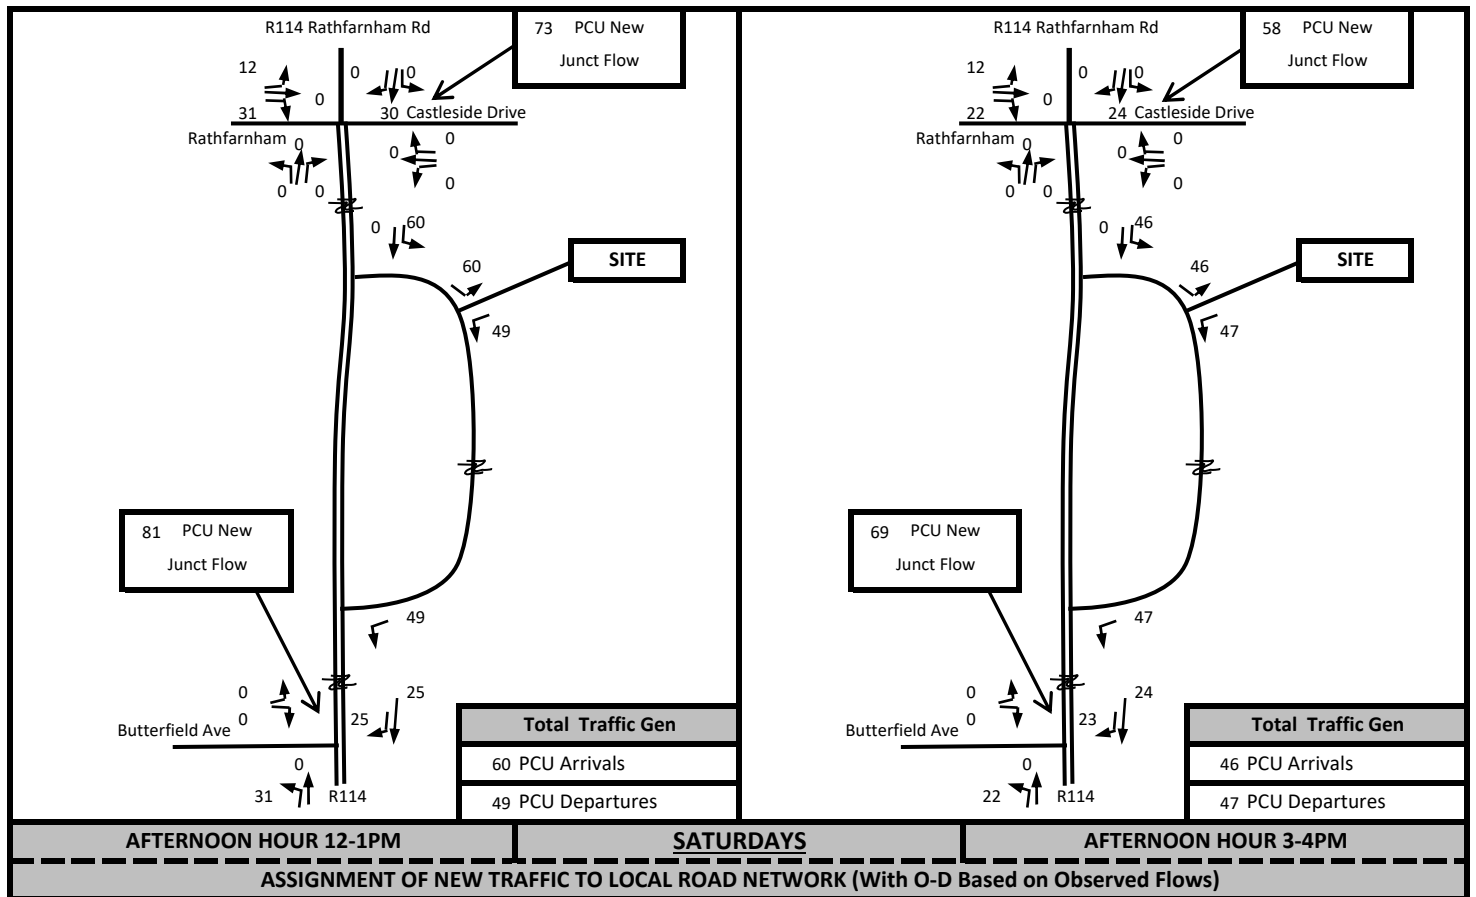 R114 Rathfarnham Rd
73 PCU New
Junct Flow
12
0
0
0
31
30 Castleside Drive
Rathfarnham
0
0
0
0
0
0
0
60
60
SITE
49
81 PCU New
Junct Flow
49
0
25
0
25
Butterfield Ave
0
31
R114
Total Traffic Gen
60 PCU Arrivals
49 PCU Departures
R114 Rathfarnham Rd
58 PCU New
Junct Flow
12
0
0
0
22
24 Castleside Drive
Rathfarnham
0
0
0
0
0
0
0
46
46
SITE
47
69 PCU New
Junct Flow
47
0
24
0
23
Butterfield Ave
0
22
R114
Total Traffic Gen
46 PCU Arrivals
47 PCU Departures
AFTERNOON HOUR 12-1PM
SATURDAYS
AFTERNOON HOUR 3-4PM
ASSIGNMENT OF NEW TRAFFIC TO LOCAL ROAD NETWORK (With O-D Based on Observed Flows)